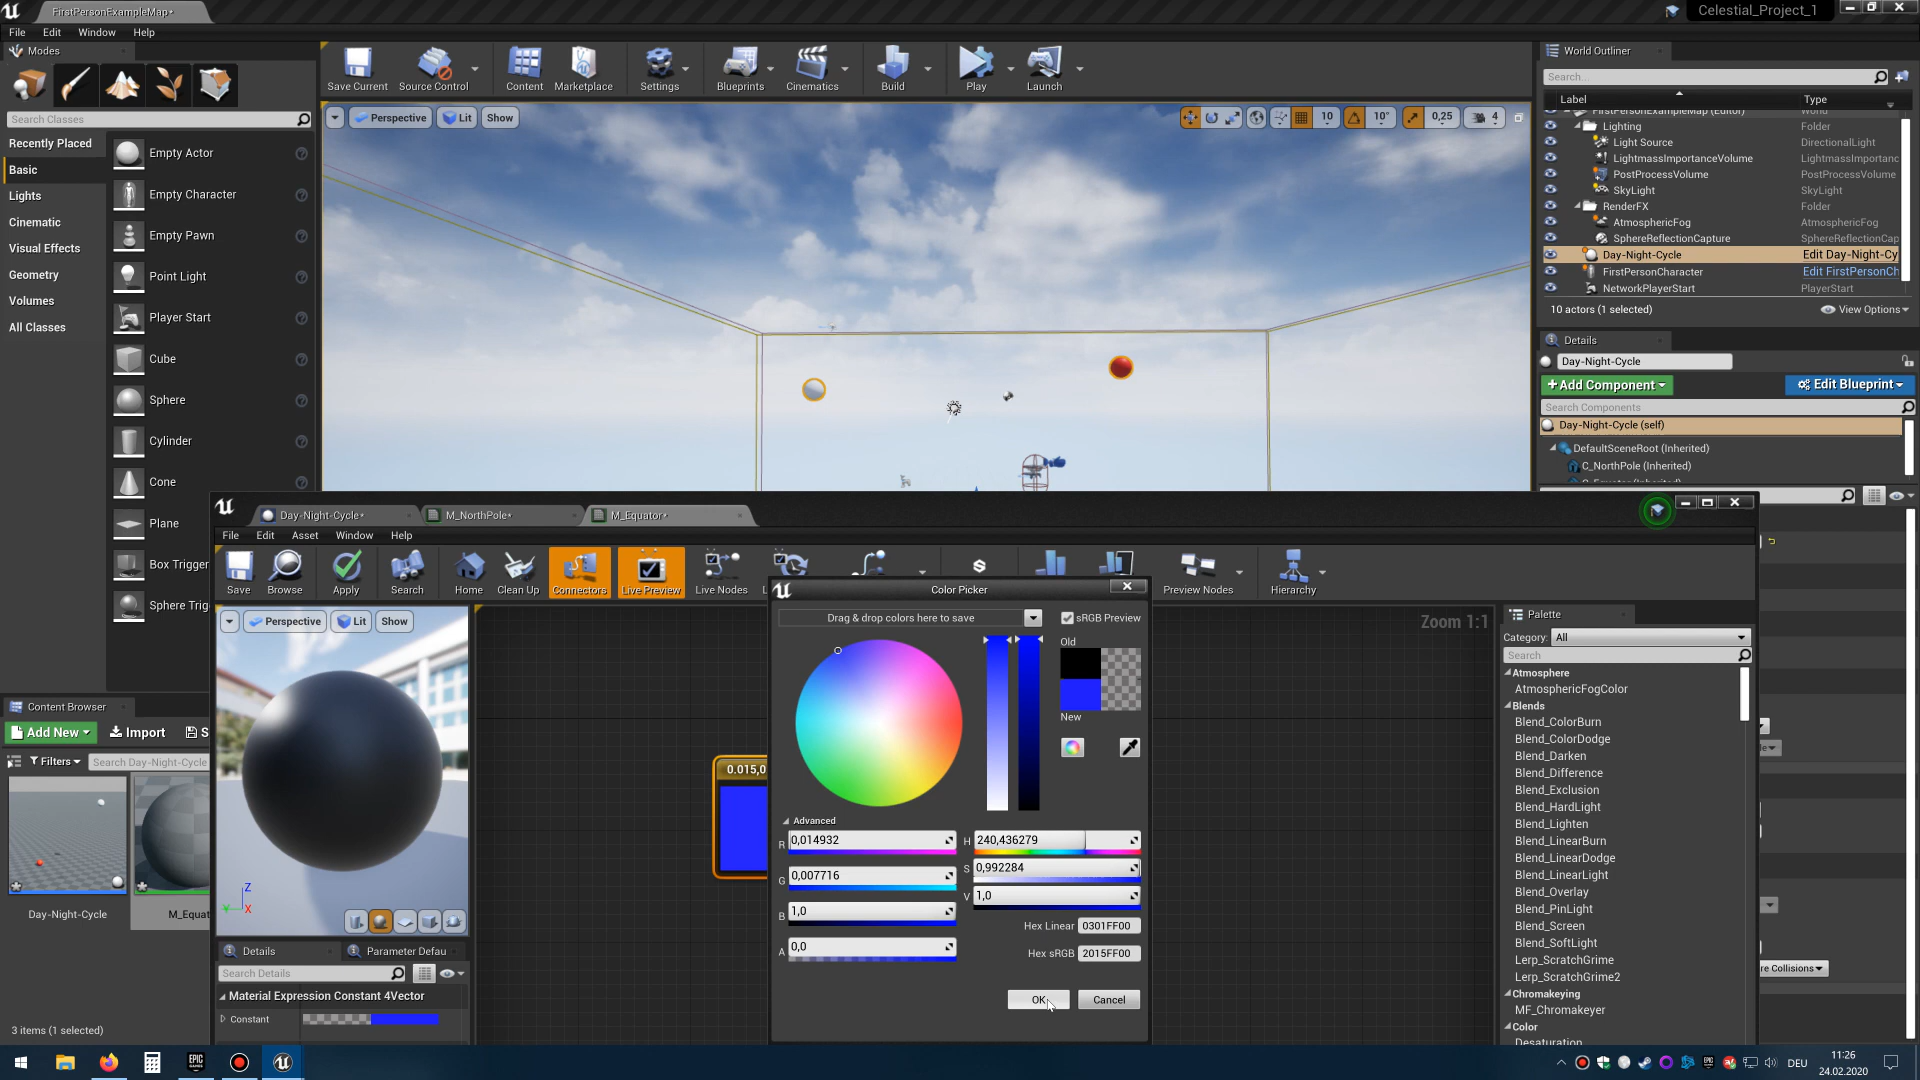 FirstPersonExampleMap*
Celestial_Project_1
File Edit Window Help
Modes
Search Classes
Recently Placed
Basic
Lights
Cinematic
Visual Effects
Geometry
Volumes
All Classes
Empty Actor
Empty Character
Empty Pawn
Point Light
Player Start
Cube
Sphere
Cylinder
Cone
Plane
Box Trigger
Sphere Trig
Save Current
Source Control
Content
Marketplace
Settings
Blueprints
Cinematics
Build
Play
Launch
Perspective
Lit
Show
10
10°
0,25
4
World Outliner
Search...
Label Type
FirstPersonExampleMap (Editor) World
Lighting Folder
Light Source DirectionalLight
LightmassImportanceVolume LightmassImportanc
PostProcessVolume PostProcessVolume
SkyLight SkyLight
RenderFX Folder
AtmosphericFog AtmosphericFog
SphereReflectionCapture SphereReflectionCap
Day-Night-Cycle Edit Day-Night-Cy
FirstPersonCharacter Edit FirstPersonCh
NetworkPlayerStart PlayerStart
10 actors (1 selected)
View Options
Details
Day-Night-Cycle
+Add Component
Edit Blueprint
Search Components
Day-Night-Cycle (self)
DefaultSceneRoot (Inherited)
C_NorthPole (Inherited)
Day-Night-Cycle*
M_NorthPole*
M_Equator*
File Edit Asset Window Help
Save
Browse
Apply
Search
Home
Clean Up
Connectors
Live Preview
Live Nodes
Preview Nodes
Hierarchy
Perspective
Lit
Show
Z
Y
X
Zoom 1:1
0.015,0
Color Picker
Drag & drop colors here to save
sRGB Preview
Old
New
Advanced
R 0,014932
G 0,007716
B 1,0
A 0,0
H 240,436279
S 0,992284
V 1,0
Hex Linear 0301FF00
Hex sRGB 2015FF00
OK
Cancel
Palette
Category: All
Search
Atmosphere
AtmosphericFogColor
Blends
Blend_ColorBurn
Blend_ColorDodge
Blend_Darken
Blend_Difference
Blend_Exclusion
Blend_HardLight
Blend_Lighten
Blend_LinearBurn
Blend_LinearDodge
Blend_LinearLight
Blend_Overlay
Blend_PinLight
Blend_Screen
Blend_SoftLight
Lerp_ScratchGrime
Lerp_ScratchGrime2
Chromakeying
MF_Chromakeyer
Color
Desaturation
re Collisions
Content Browser
Add New
Import
S
Filters
Search Day-Night-Cycle
Day-Night-Cycle
M_Equat
3 items (1 selected)
Details
Parameter Defau
Search Details
Material Expression Constant 4Vector
Constant
EPIC GAMES
DEU
11:26
24.02.2020